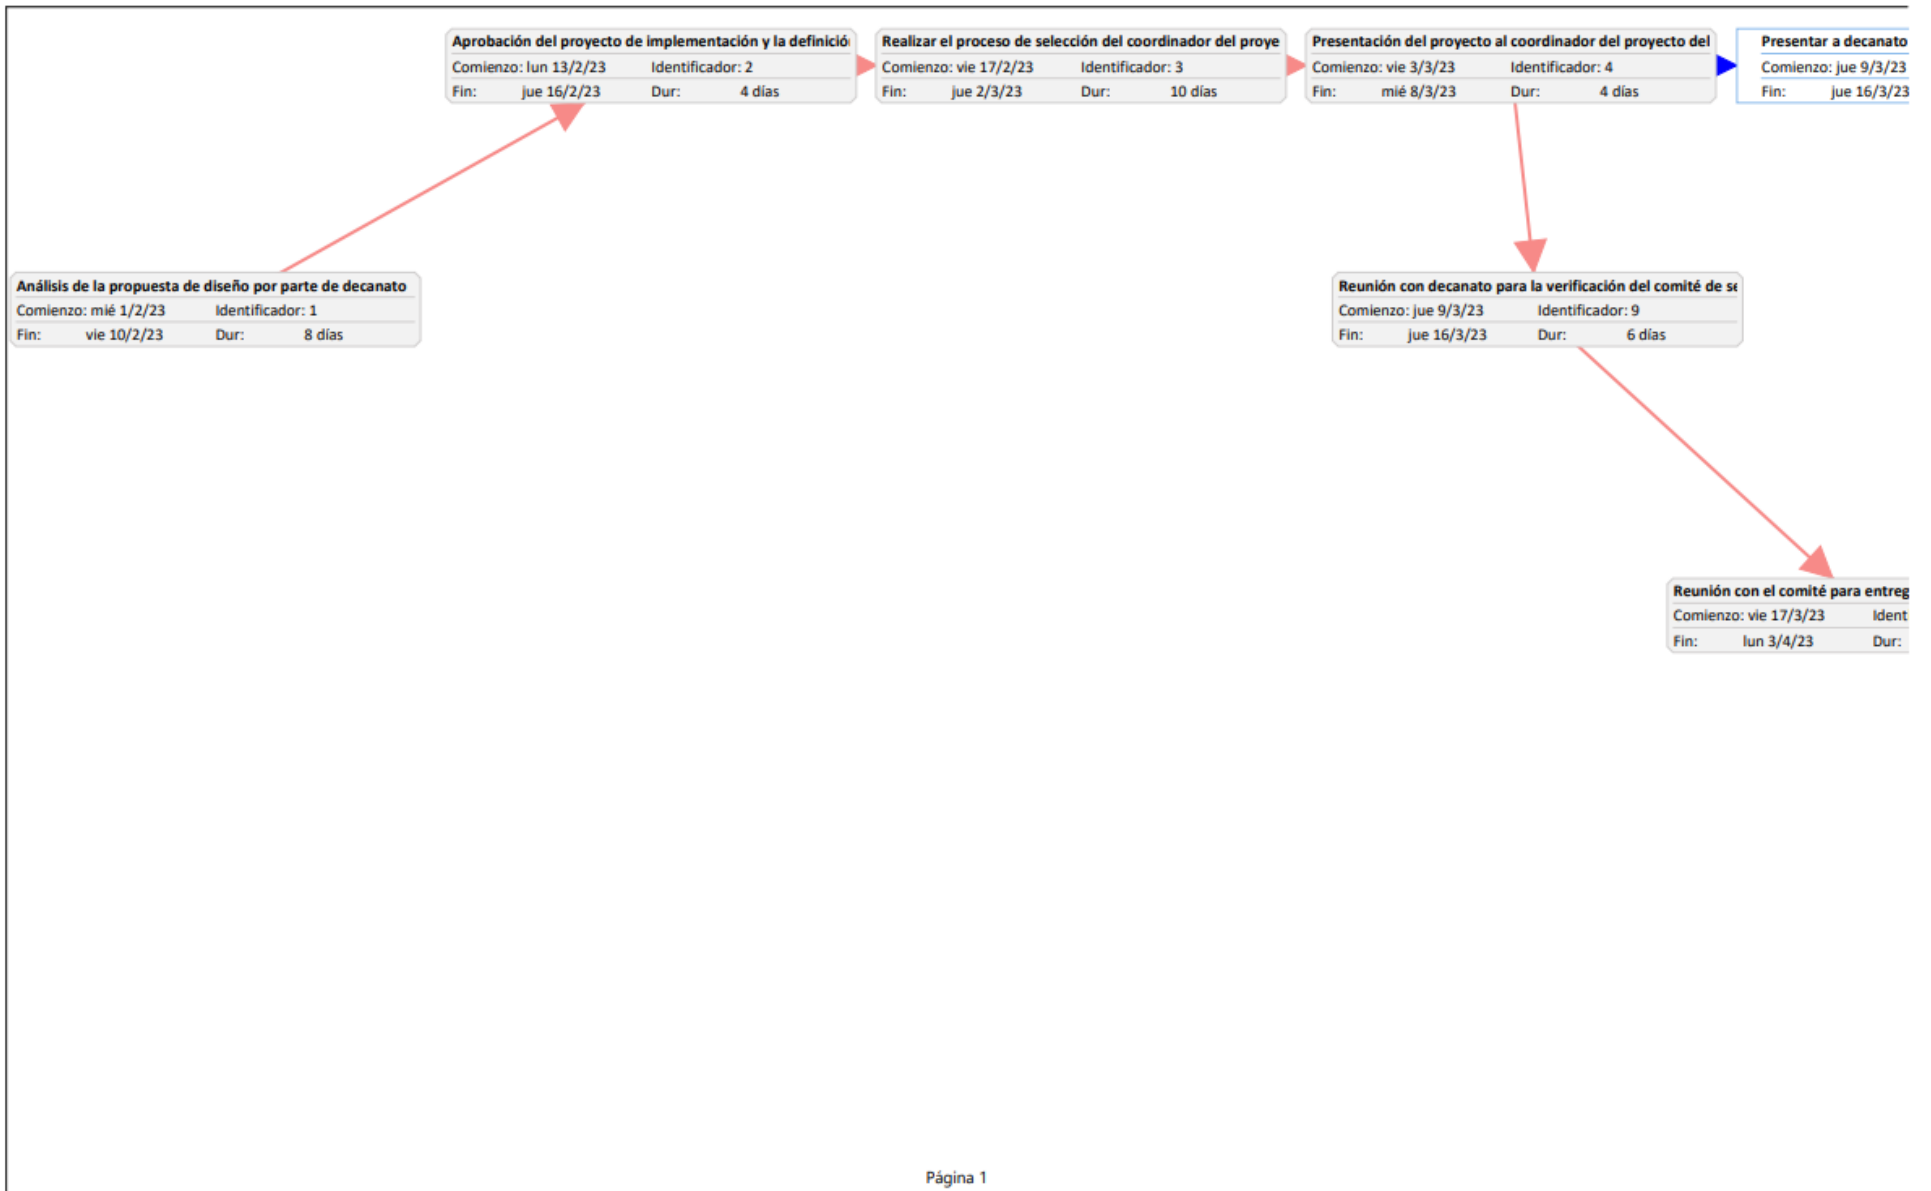 Aprobación del proyecto de implementación y la definició
Comienzo: lun 13/2/23 Identificador: 2
Fin: jue 16/2/23 Dur: 4 días
Realizar el proceso de selección del coordinador del proye
Comienzo: vie 17/2/23 Identificador: 3
Fin: jue 2/3/23 Dur: 10 días
Presentación del proyecto al coordinador del proyecto del
Comienzo: vie 3/3/23 Identificador: 4
Fin: mié 8/3/23 Dur: 4 días
Presentar a decanato
Comienzo: jue 9/3/23
Fin: jue 16/3/23
Análisis de la propuesta de diseño por parte de decanato
Comienzo: mié 1/2/23 Identificador: 1
Fin: vie 10/2/23 Dur: 8 días
Reunión con decanato para la verificación del comité de se
Comienzo: jue 9/3/23 Identificador: 9
Fin: jue 16/3/23 Dur: 6 días
Reunión con el comité para entreg
Comienzo: vie 17/3/23 Ident
Fin: lun 3/4/23 Dur:
Página 1